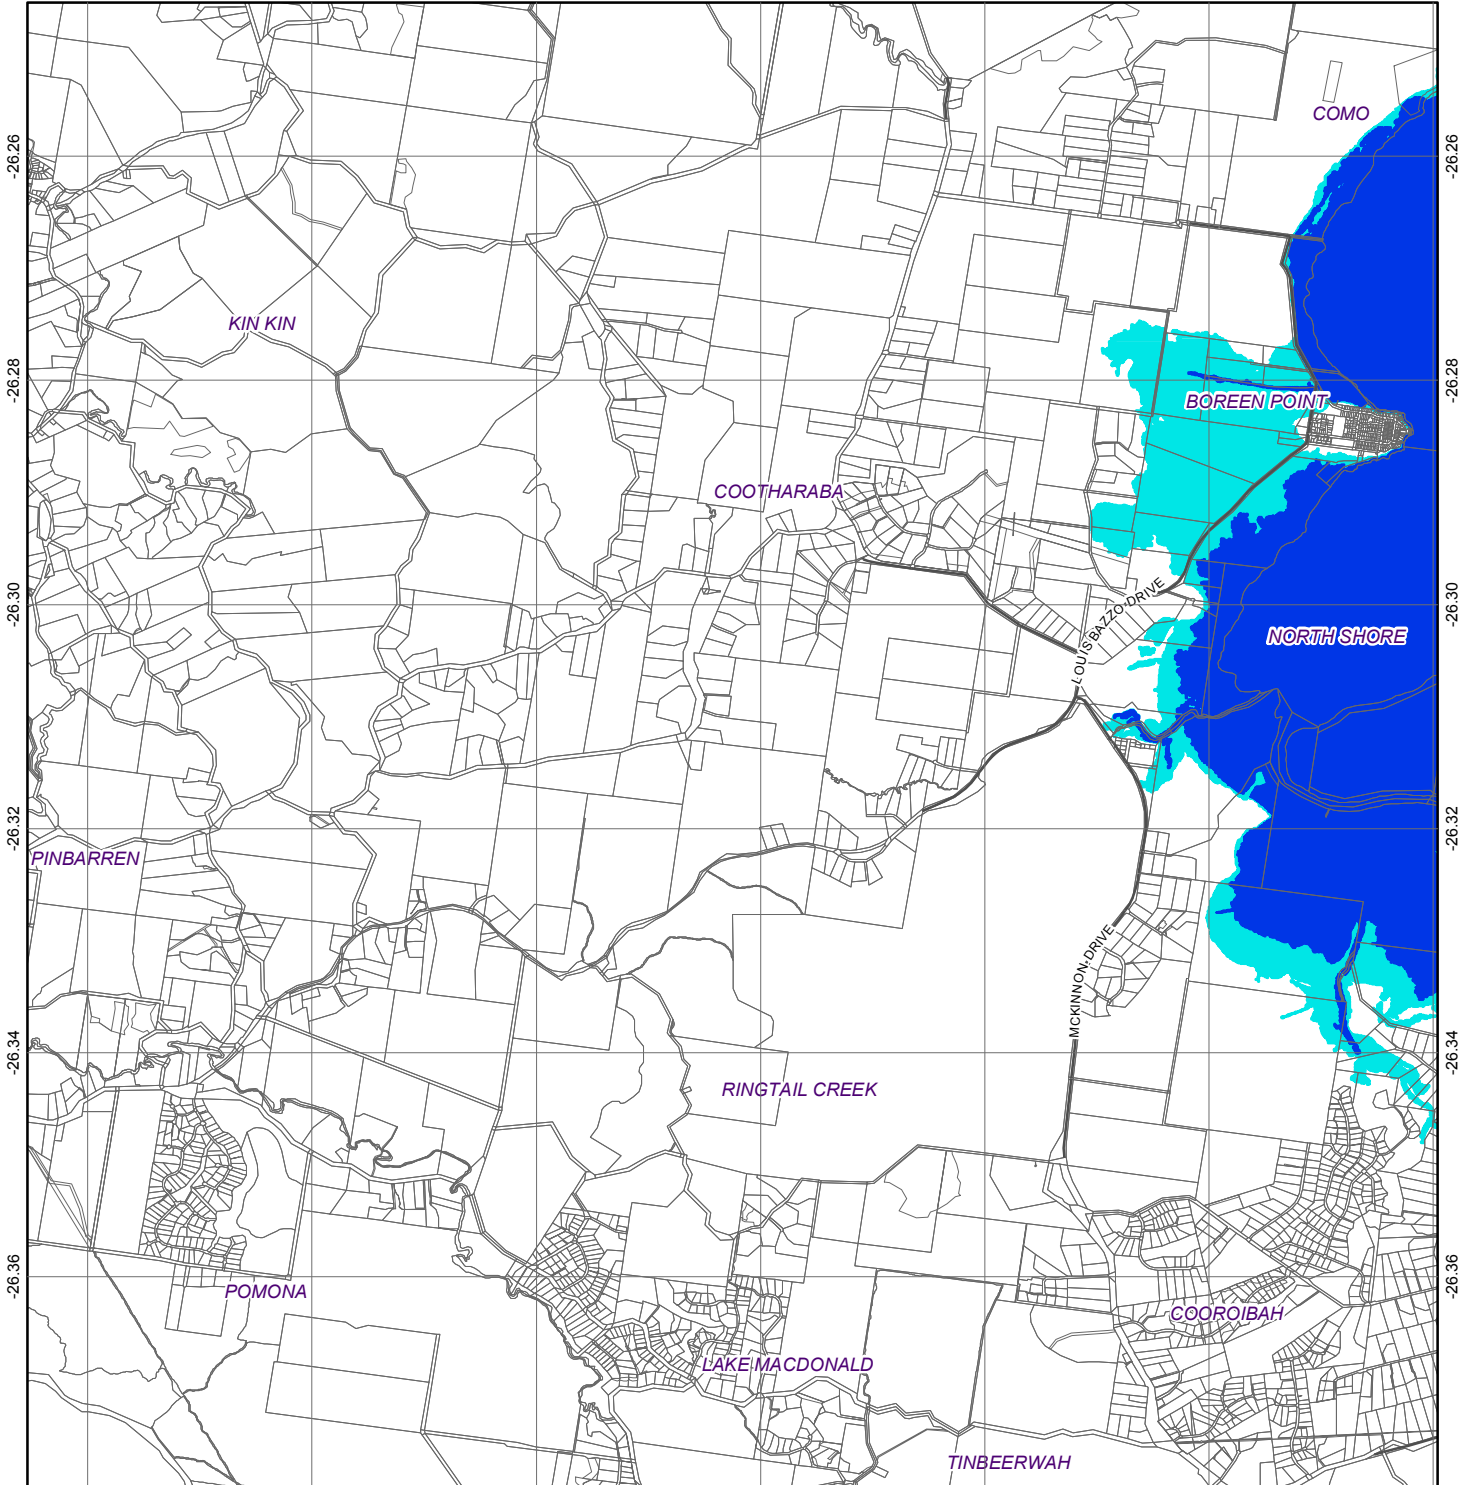 COMO
-26.26
-26.26
KIN KIN
-26.28
-26.28
BOREEN POINT
COOTHARABA
LOUIS BAZZO DRIVE
-26.30
-26.30
NORTH SHORE
-26.32
-26.32
PINBARREN
MCKINNON DRIVE
-26.34
-26.34
RINGTAIL CREEK
-26.36
-26.36
POMONA
COOROIBAH
LAKE MACDONALD
TINBEERWAH